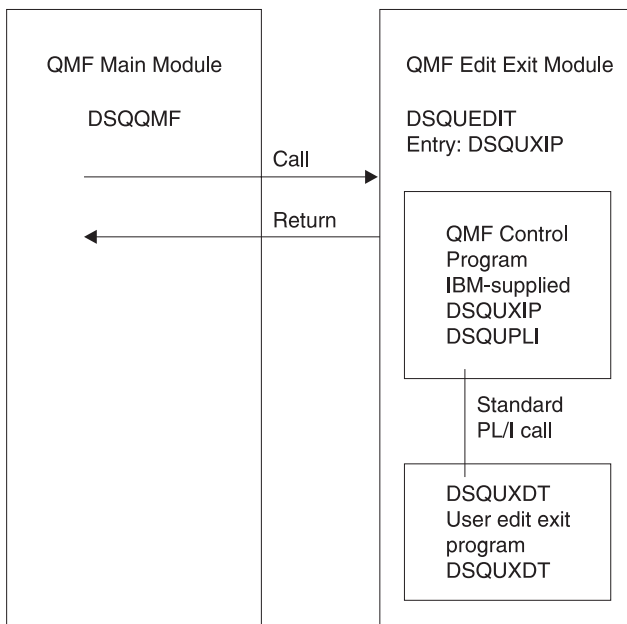 QMF Main Module
DSQQMF
Call
Return
QMF Edit Exit Module
DSQUEDIT
Entry: DSQUXIP
QMF Control
Program
IBM-supplied
DSQUXIP
DSQUPLI
Standard
PL/I call
DSQUXDT
User edit exit
program
DSQUXDT